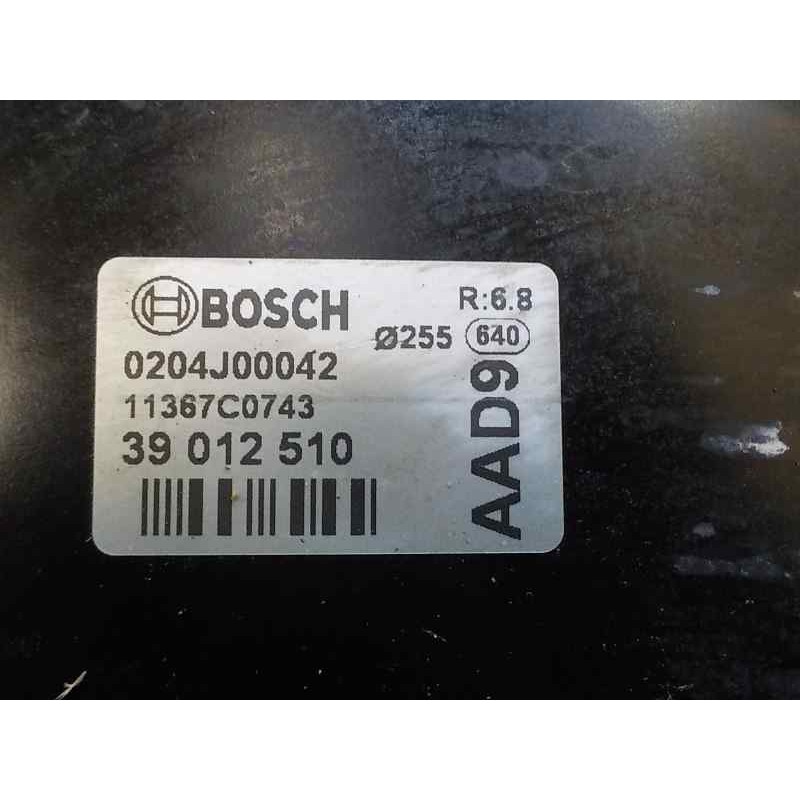 BOSCH
R:6.8
Ø255 640
0204J00042
11367C0743
39 012 510
AAD9